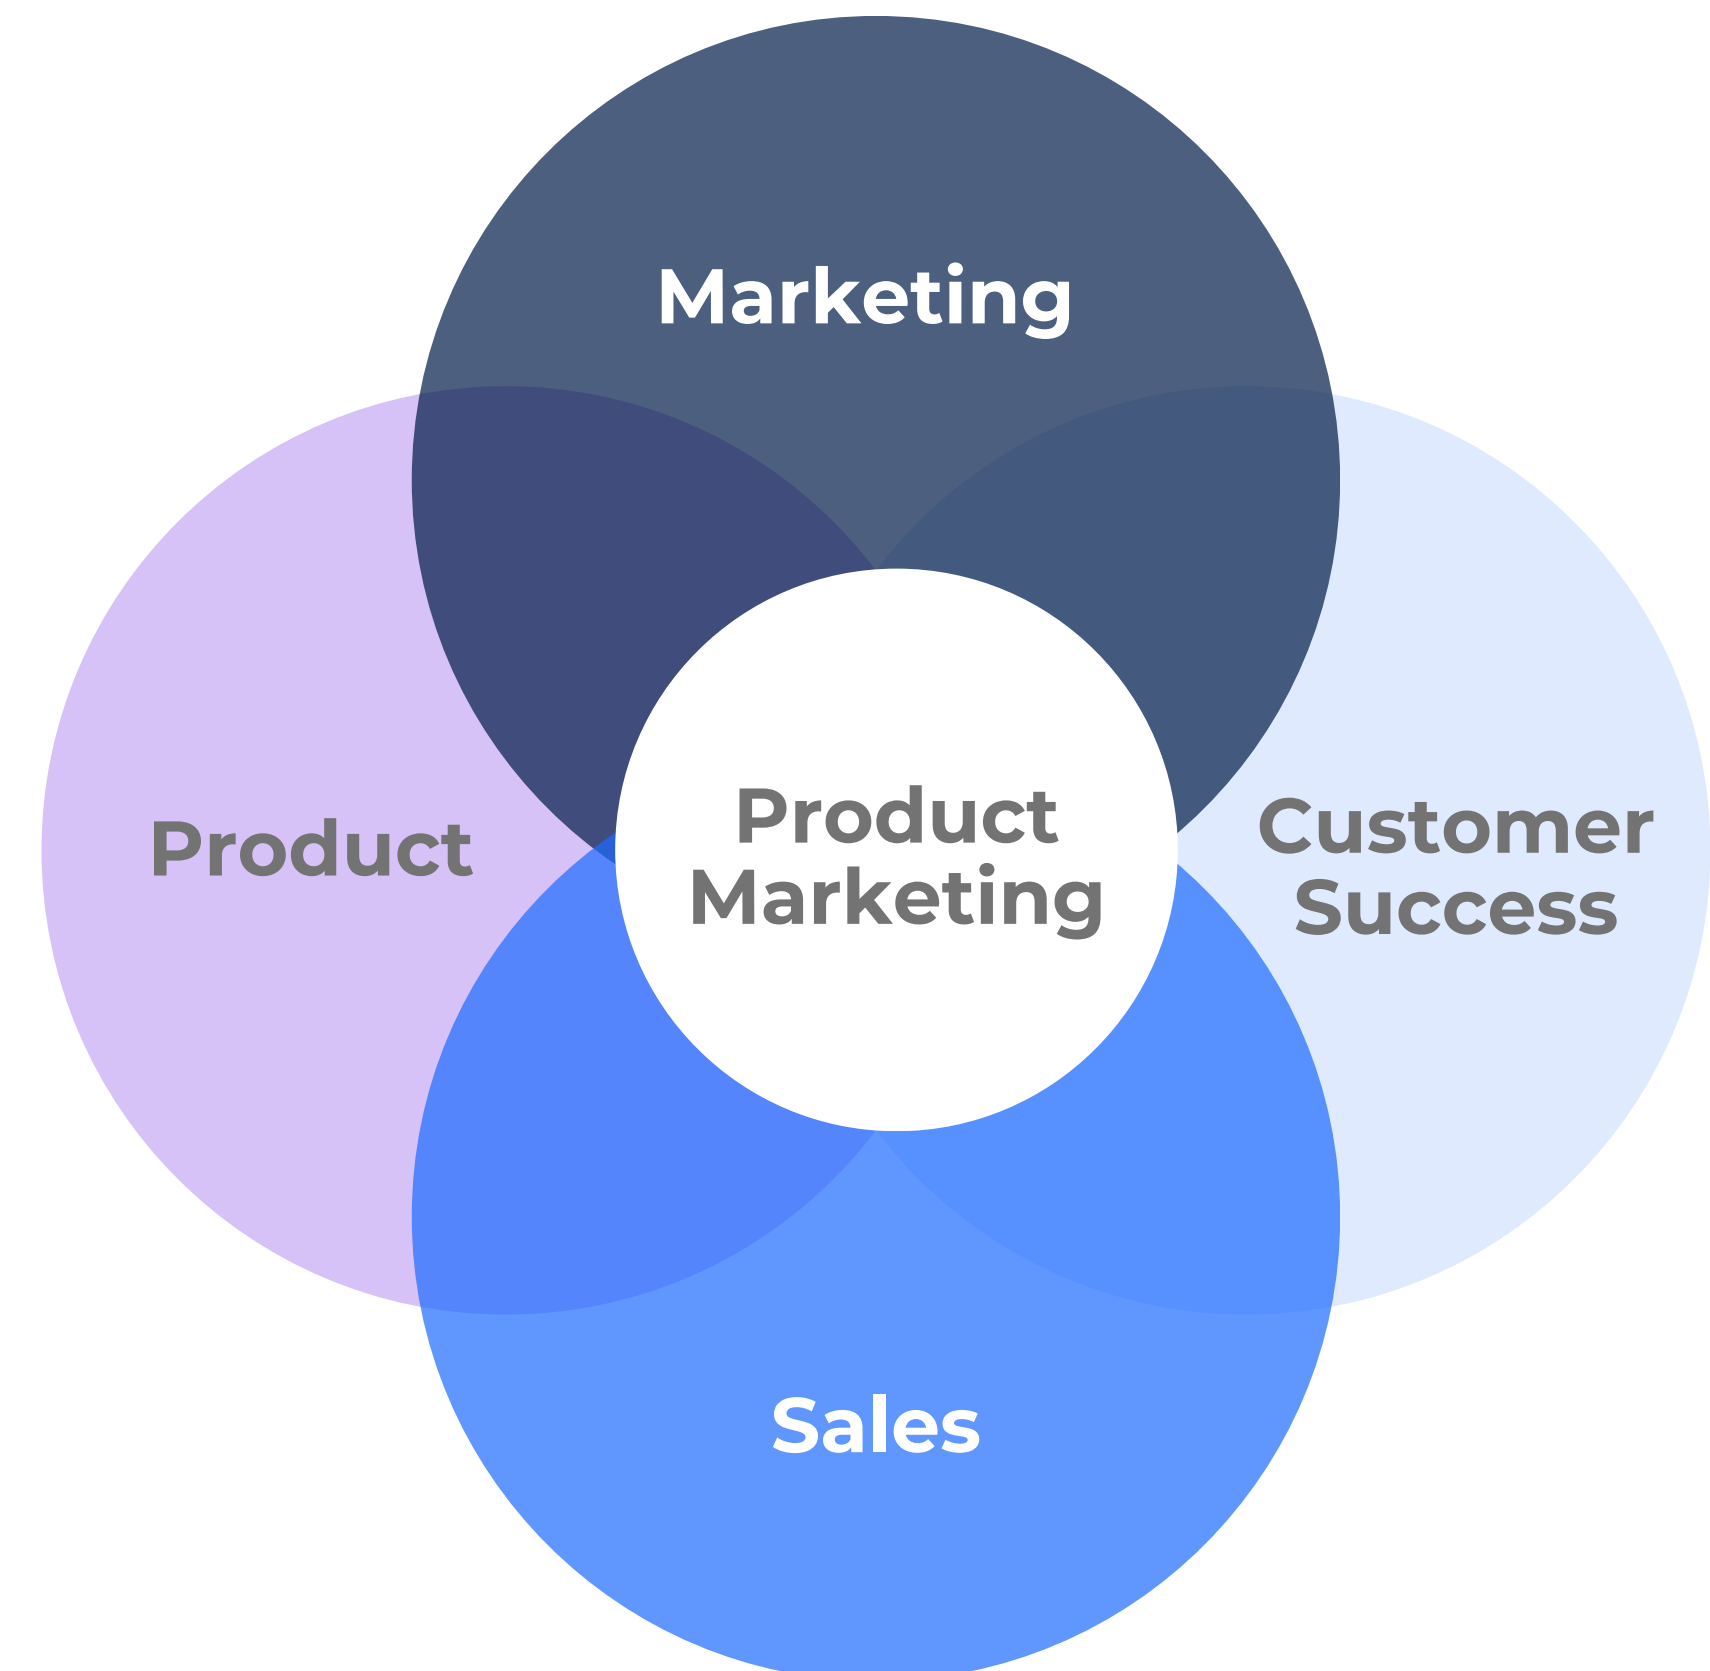 Marketing
Product
Product
Marketing
Customer
Success
Sales